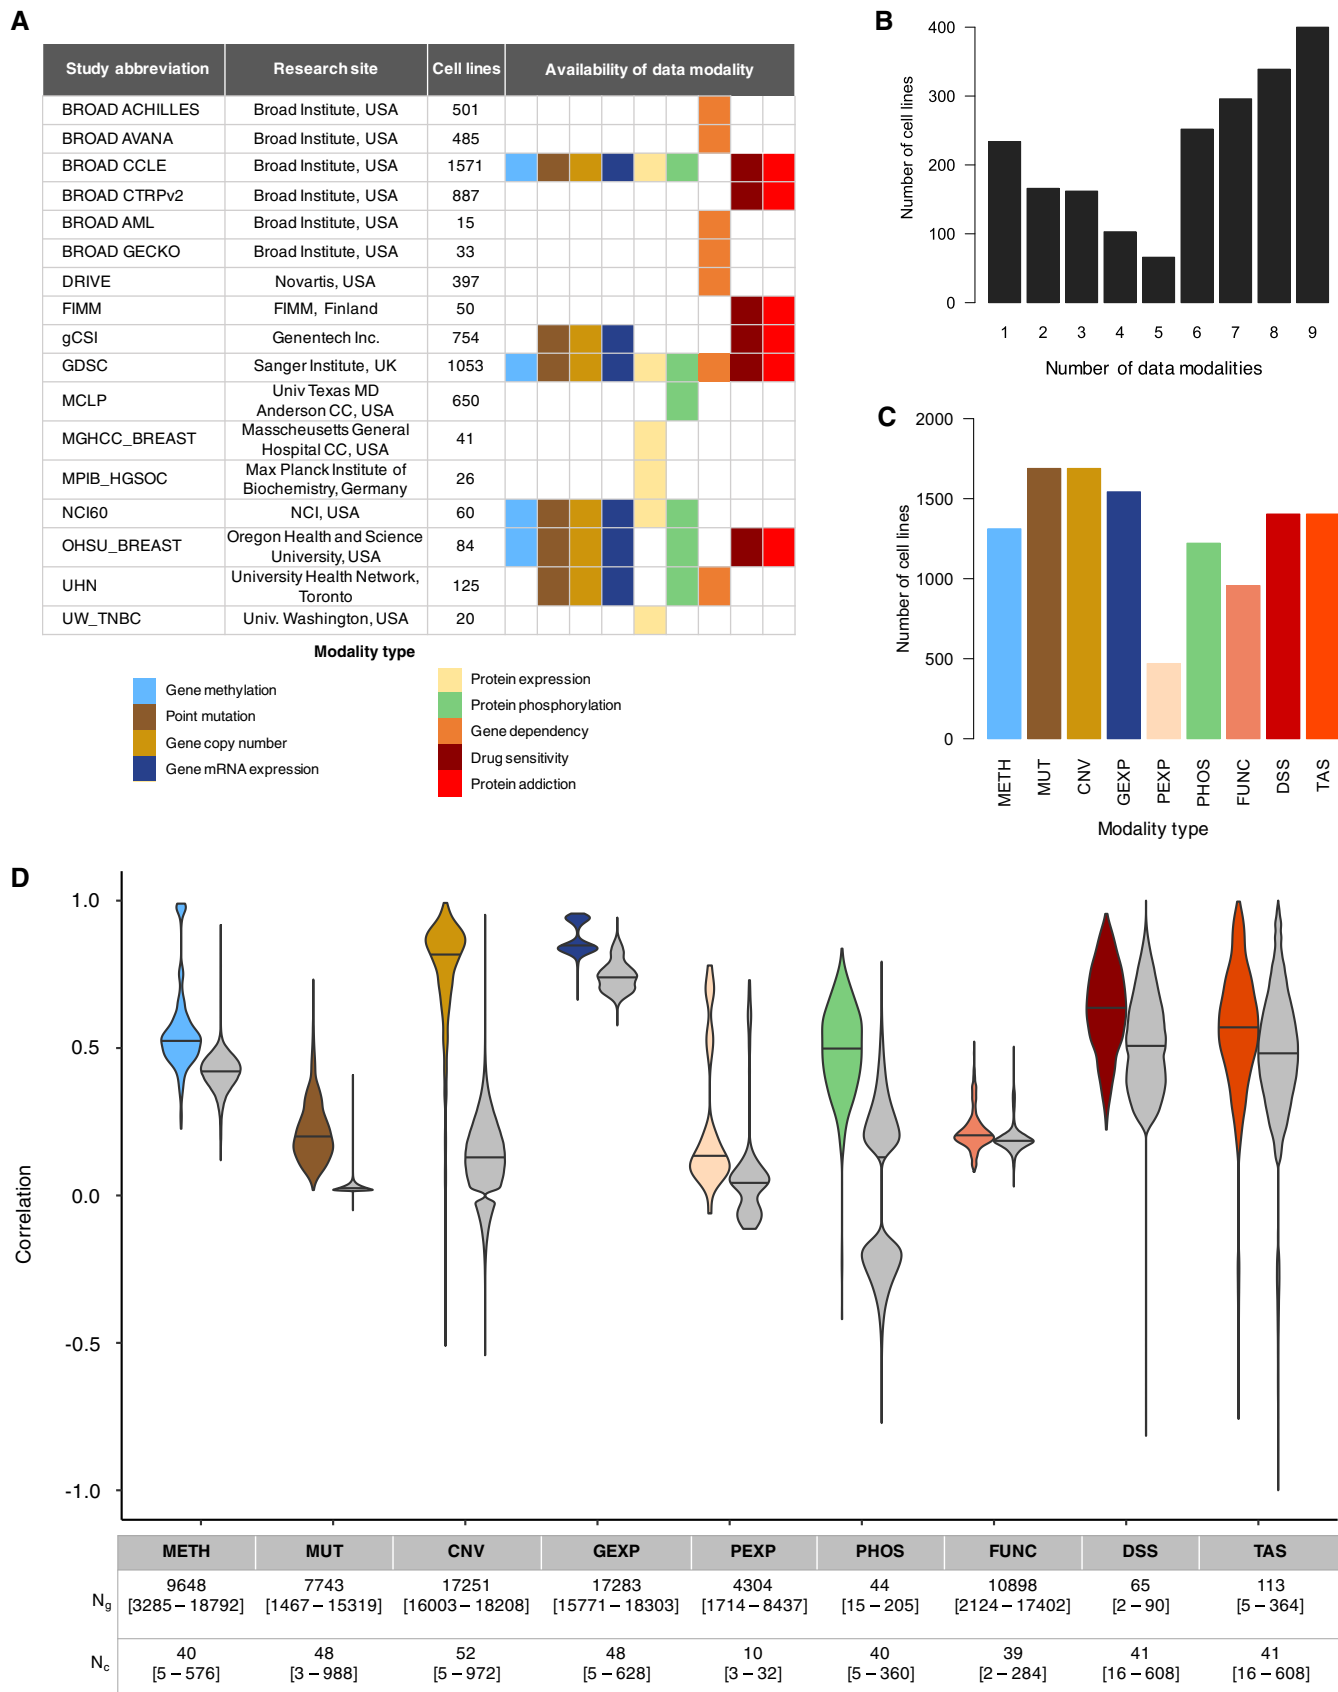 A
Study abbreviation Research site Cell lines Availability of data modality
BROAD ACHILLES Broad Institute, USA 501
BROAD AVANA Broad Institute, USA 485
BROAD CCLE Broad Institute, USA 1571
BROAD CTRPv2 Broad Institute, USA 887
BROAD AML Broad Institute, USA 15
BROAD GECKO Broad Institute, USA 33
DRIVE Novartis, USA 397
FIMM FIMM, Finland 50
gCSI Genentech Inc. 754
GDSC Sanger Institute, UK 1053
MCLP Univ Texas MD
Anderson CC, USA 650
MGHCC_BREAST Masscheusetts General
Hospital CC, USA 41
MPIB_HGSOC Max Planck Institute of
Biochemistry, Germany 26
NCI60 NCI, USA 60
OHSU_BREAST Oregon Health and Science
University, USA 84
UHN University Health Network,
Toronto 125
UW_TNBC Univ. Washington, USA 20
Modality type
Gene methylation
Point mutation
Gene copy number
Gene mRNA expression
Protein expression
Protein phosphorylation
Gene dependency
Drug sensitivity
Protein addiction
B
Number of cell lines
400
300
200
100
0
1 2 3 4 5 6 7 8 9
Number of data modalities
C
Number of cell lines
2000
1500
1000
500
0
METH MUT CNV GEXP PEXP PHOS FUNC DSS TAS
Modality type
D
Correlation
1.0
0.5
0.0
-0.5
-1.0
METH MUT CNV GEXP PEXP PHOS FUNC DSS TAS
Ng 9648 7743 17251 17283 4304 44 10898 65 113
[3285 – 18792] [1467 – 15319] [16003 – 18208] [15771 – 18303] [1714 – 8437] [15 – 205] [2124 – 17402] [2 – 90] [5 – 364]
Nc 40 48 52 48 10 40 39 41 41
[5 – 576] [3 – 988] [5 – 972] [5 – 628] [3 – 32] [5 – 360] [2 – 284] [16 – 608] [16 – 608]